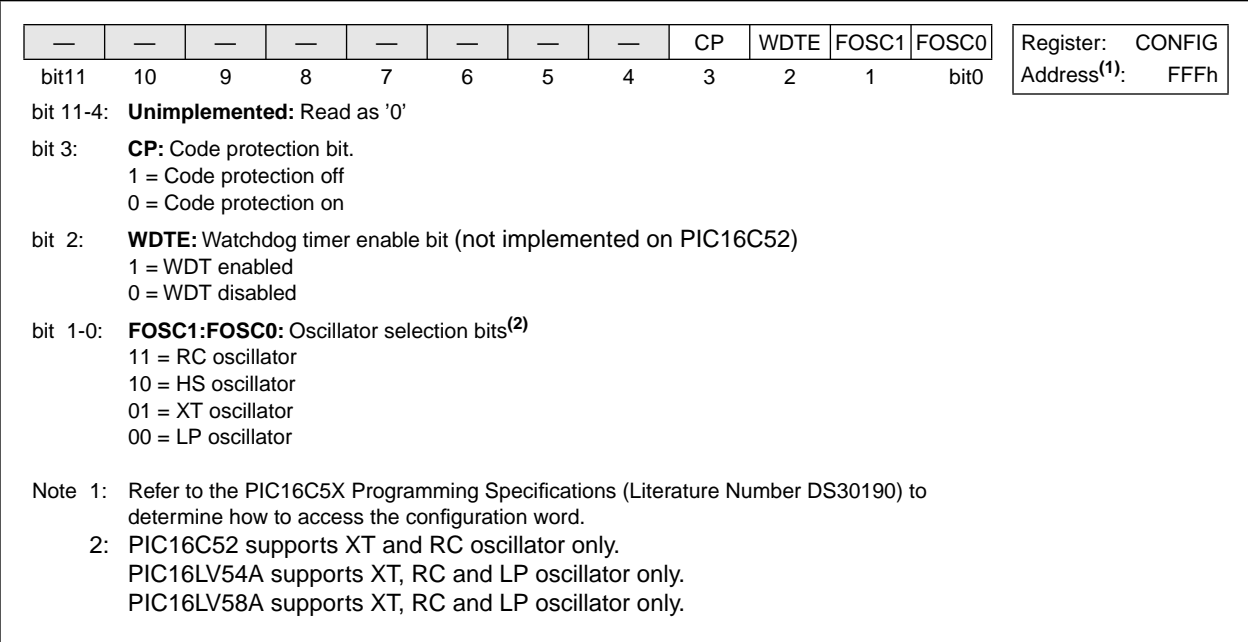 — — — — — — — — CP WDTE FOSC1 FOSC0
bit11 10 9 8 7 6 5 4 3 2 1 bit0
Register: CONFIG
Address(1): FFFh
bit 11-4: Unimplemented: Read as '0'
bit 3: CP: Code protection bit.
1 = Code protection off
0 = Code protection on
bit 2: WDTE: Watchdog timer enable bit (not implemented on PIC16C52)
1 = WDT enabled
0 = WDT disabled
bit 1-0: FOSC1:FOSC0: Oscillator selection bits(2)
11 = RC oscillator
10 = HS oscillator
01 = XT oscillator
00 = LP oscillator
Note 1: Refer to the PIC16C5X Programming Specifications (Literature Number DS30190) to
determine how to access the configuration word.
2: PIC16C52 supports XT and RC oscillator only.
PIC16LV54A supports XT, RC and LP oscillator only.
PIC16LV58A supports XT, RC and LP oscillator only.